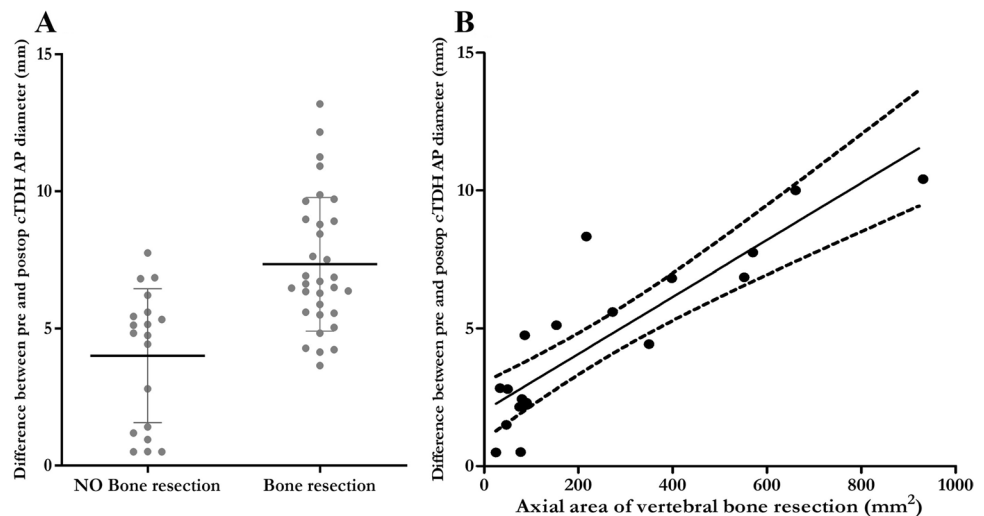 A
Difference between pre and postop cTDH AP diameter (mm)
15
10
5
0
NO Bone resection
Bone resection
B
Difference between pre and postop cTDH AP diameter (mm)
15
10
5
0
0
200
400
600
800
1000
Axial area of vertebral bone resection (mm²)